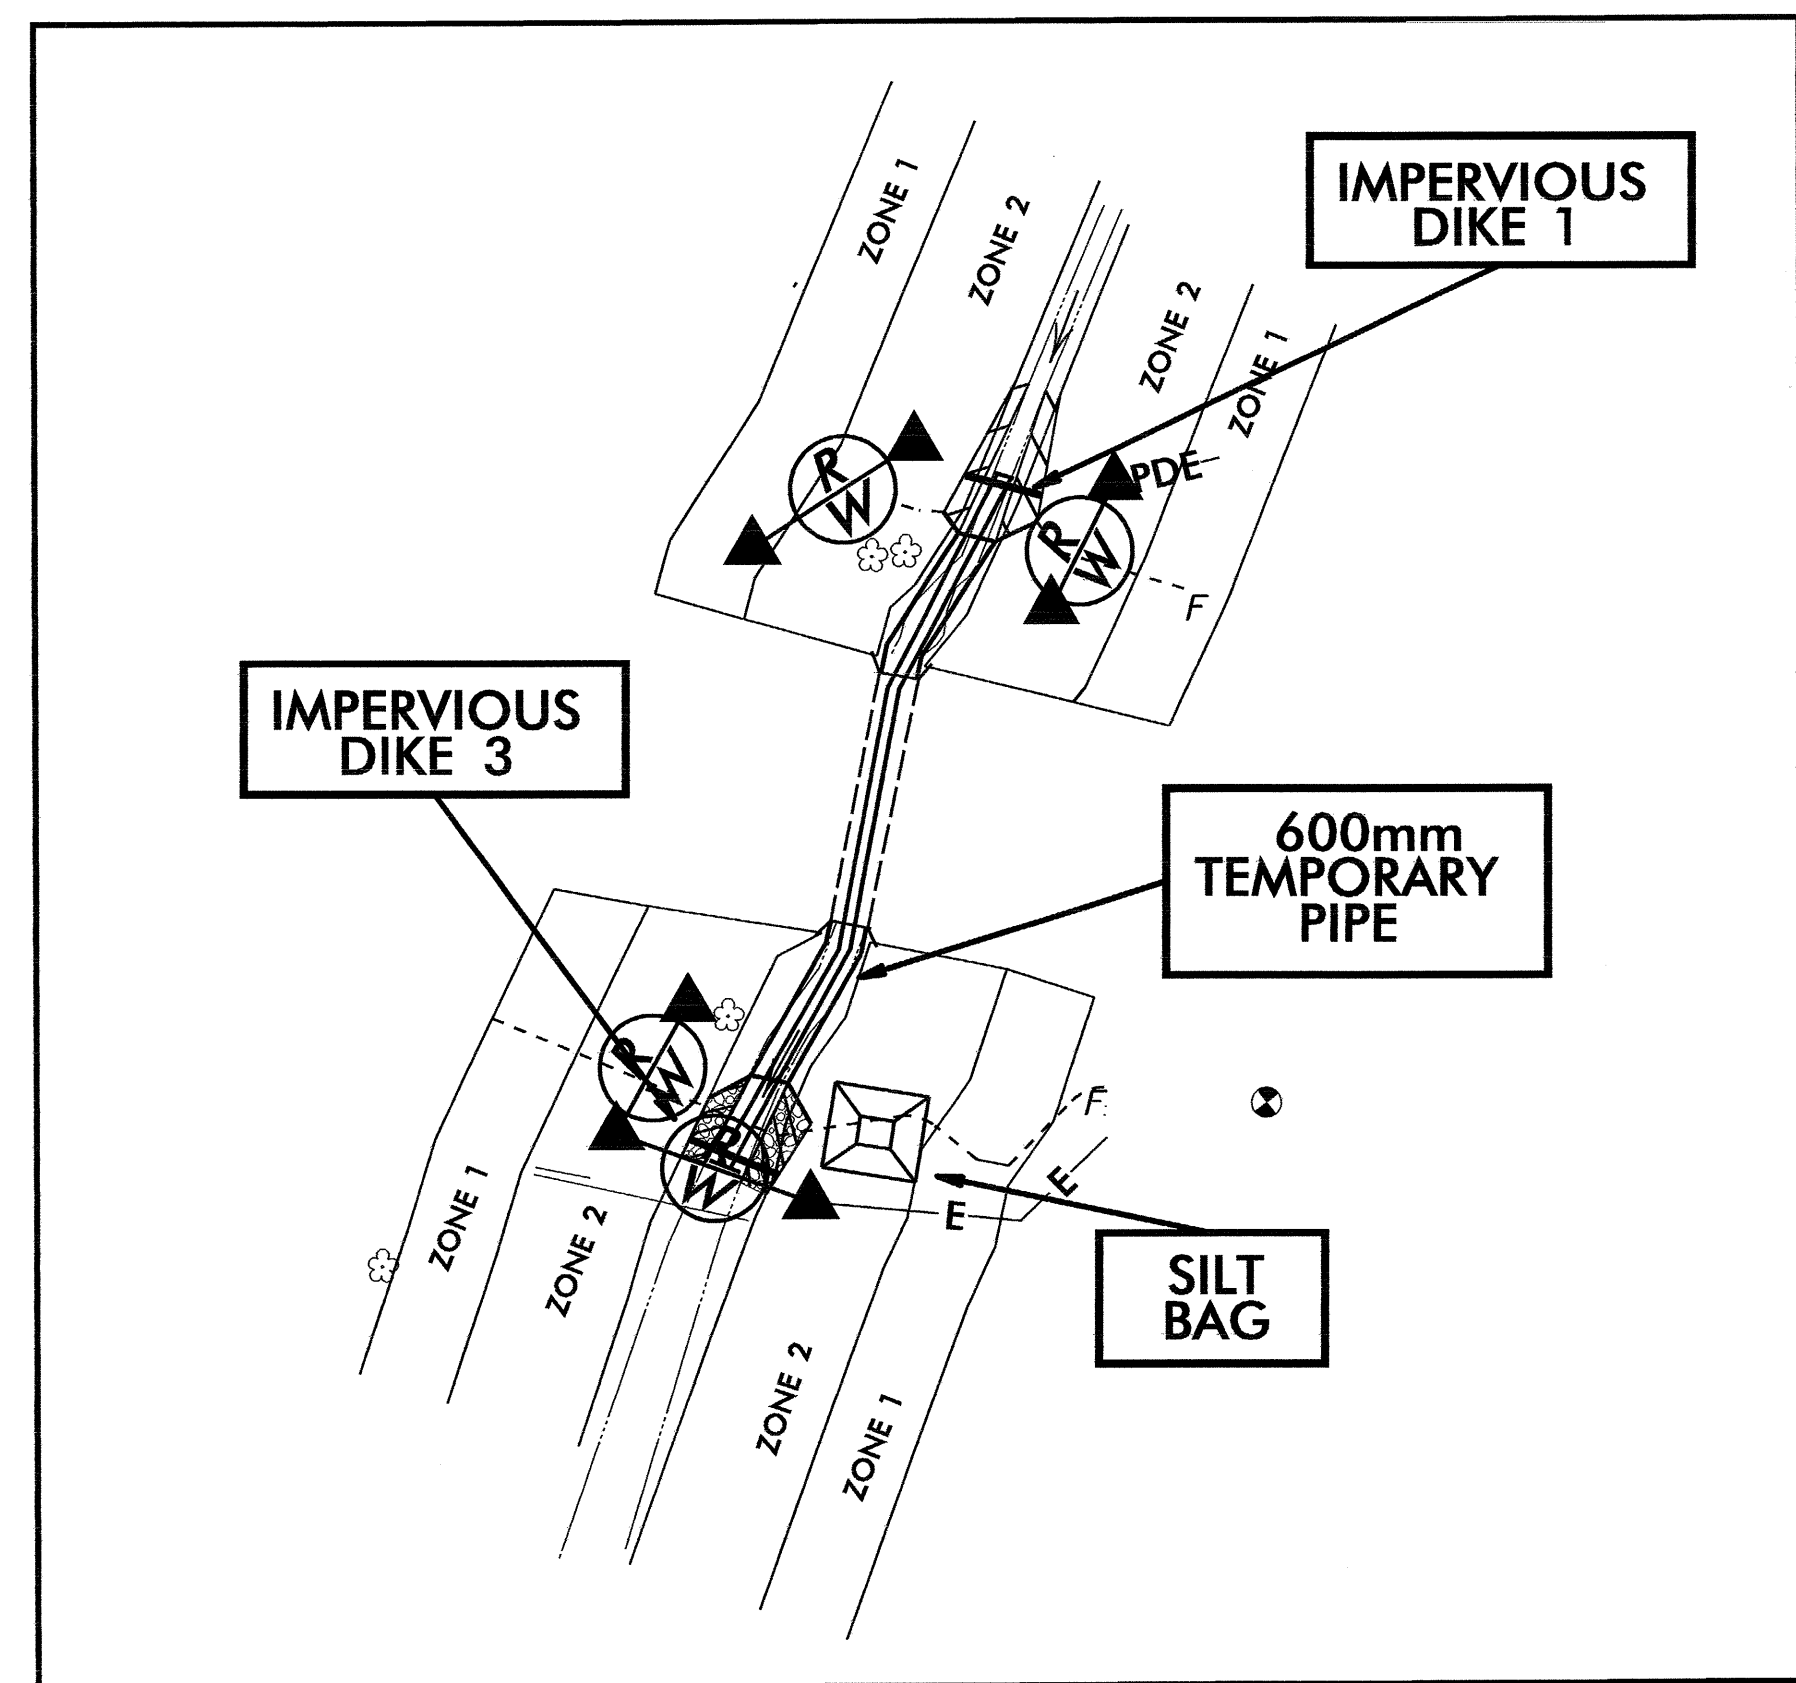 ZONE 1
ZONE 2
IMPERVIOUS
DIKE 1
ZONE 2
ZONE 1
R
W
PDE
R
W
F
IMPERVIOUS
DIKE 3
600mm
TEMPORARY
PIPE
R
W
F
R
W
E
E
ZONE 1
ZONE 2
SILT
BAG
ZONE 2
ZONE 1